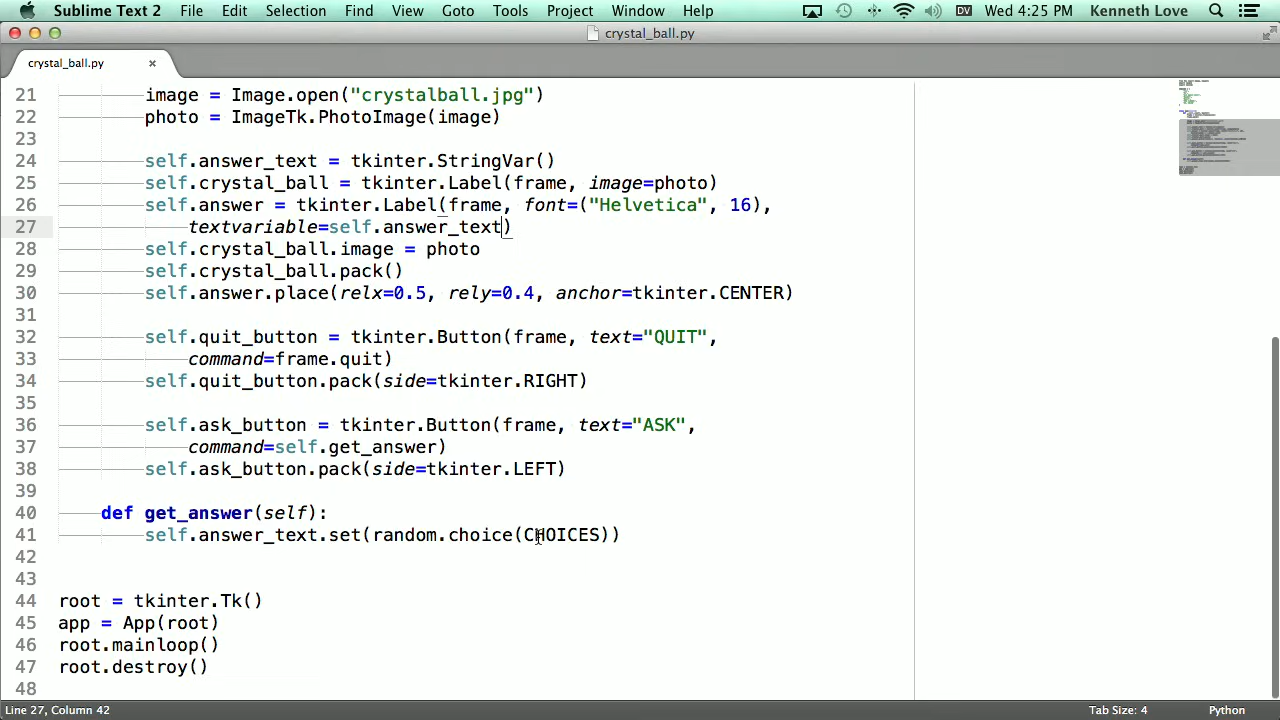 Sublime Text 2 File Edit Selection Find View Goto Tools Project Window Help DV Wed 4:25 PM Kenneth Love
crystal_ball.py
crystal_ball.py ×
21 image = Image.open("crystalball.jpg")
22 photo = ImageTk.PhotoImage(image)
23
24 self.answer_text = tkinter.StringVar()
25 self.crystal_ball = tkinter.Label(frame, image=photo)
26 self.answer = tkinter.Label(frame, font=("Helvetica", 16),
27 textvariable=self.answer_text)
28 self.crystal_ball.image = photo
29 self.crystal_ball.pack()
30 self.answer.place(relx=0.5, rely=0.4, anchor=tkinter.CENTER)
31
32 self.quit_button = tkinter.Button(frame, text="QUIT",
33 command=frame.quit)
34 self.quit_button.pack(side=tkinter.RIGHT)
35
36 self.ask_button = tkinter.Button(frame, text="ASK",
37 command=self.get_answer)
38 self.ask_button.pack(side=tkinter.LEFT)
39
40 def get_answer(self):
41 self.answer_text.set(random.choice(CHOICES))
42
43
44 root = tkinter.Tk()
45 app = App(root)
46 root.mainloop()
47 root.destroy()
48
Line 27, Column 42 Tab Size: 4 Python